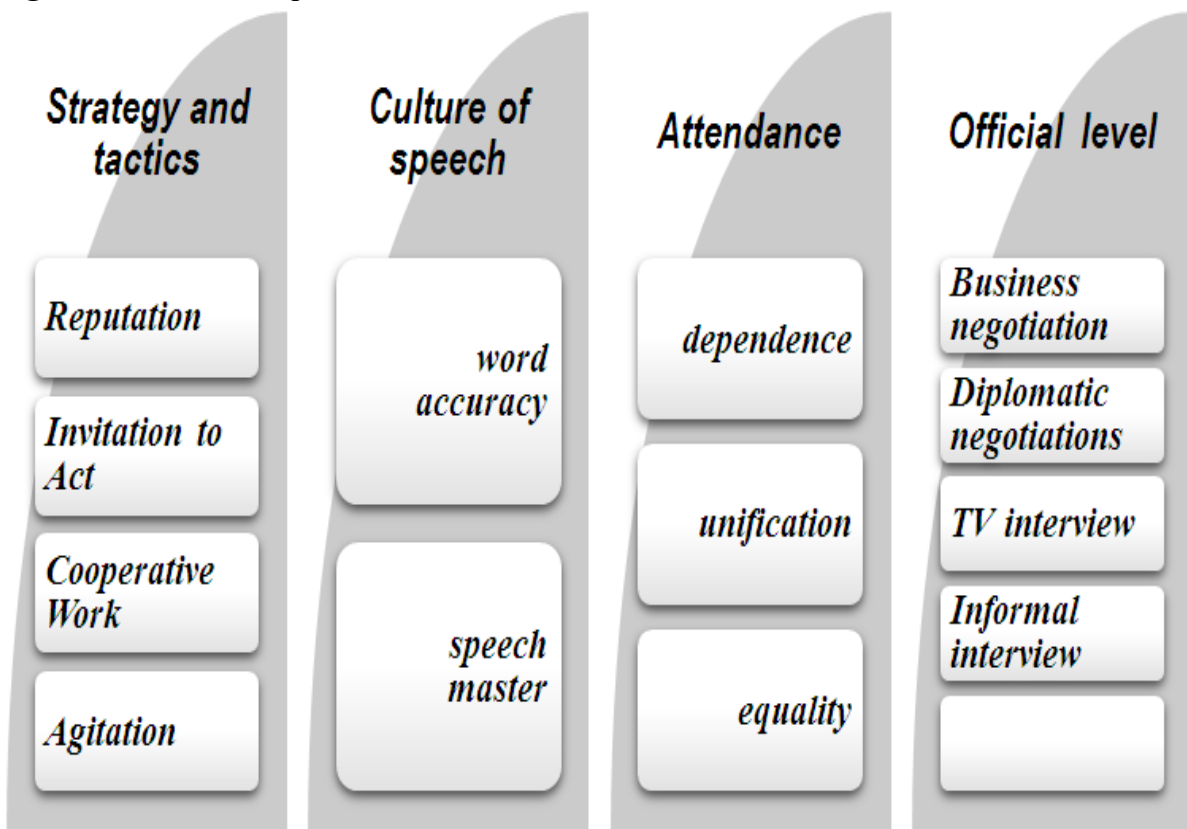 Strategy and
tactics
Reputation
Invitation to
Act
Cooperative
Work
Agitation
Culture of
speech
word
accuracy
speech
master
Attendance
dependence
unification
equality
Official level
Business
negotiation
Diplomatic
negotiations
TV interview
Informal
interview